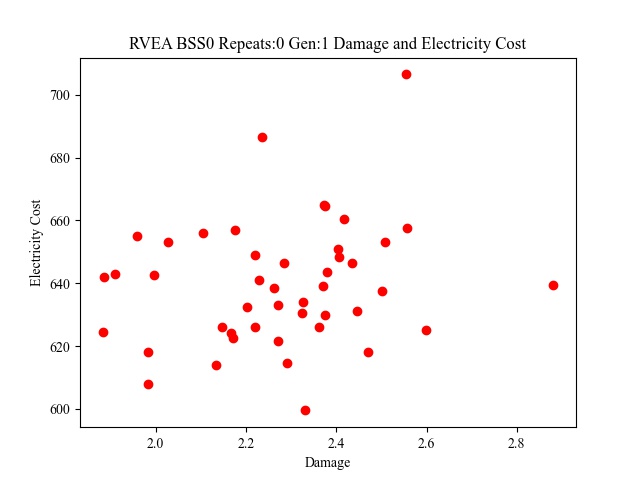 RVEA BSS0 Repeats:0 Gen:1 Damage and Electricity Cost
700
680
660
640
620
600
Electricity Cost
2.0 2.2 2.4 2.6 2.8
Damage